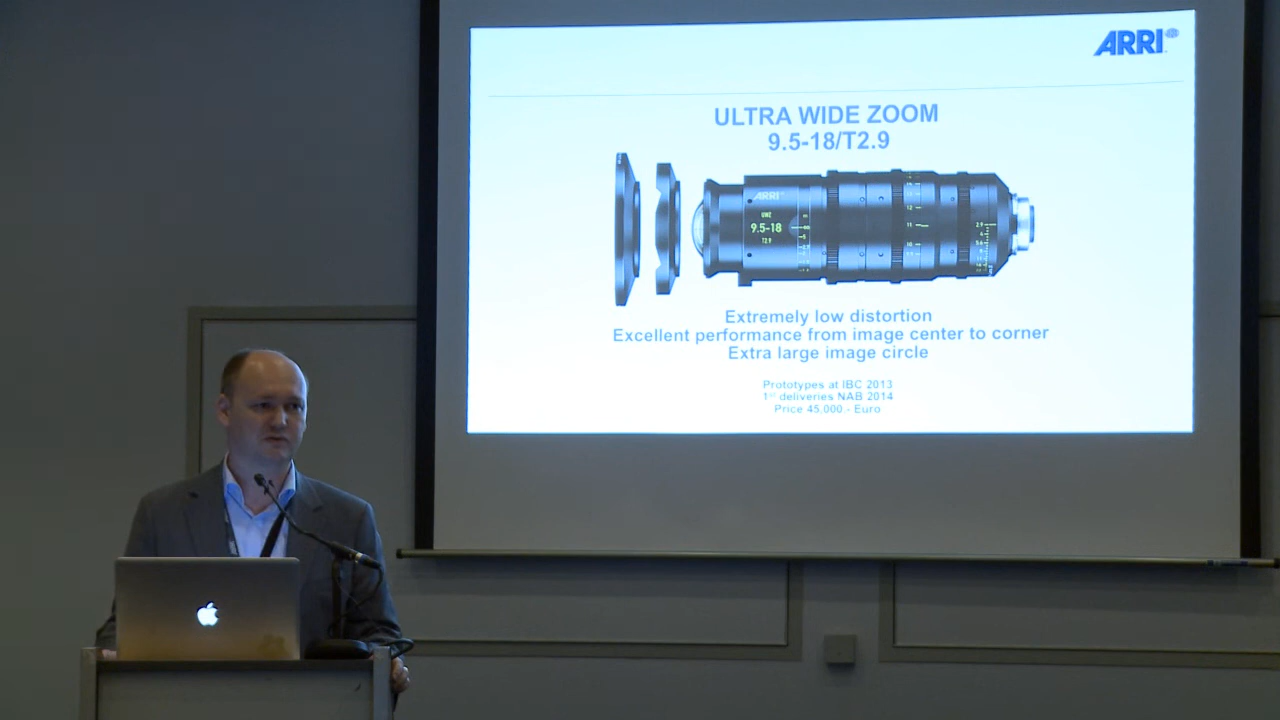 ARRI
ULTRA WIDE ZOOM
9.5-18/T2.9
ARRI
UWZ
9.5-18
T2.9
Extremely low distortion
Excellent performance from image center to corner
Extra large image circle
Prototypes at IBC 2013
1st deliveries NAB 2014
Price 45.000.- Euro